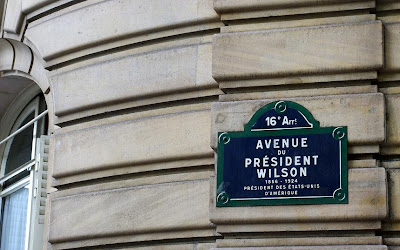 16e Arrt
AVENUE
DU
PRÉSIDENT
WILSON
1856 - 1924
PRÉSIDENT DES ÉTATS-UNIS
D'AMÉRIQUE